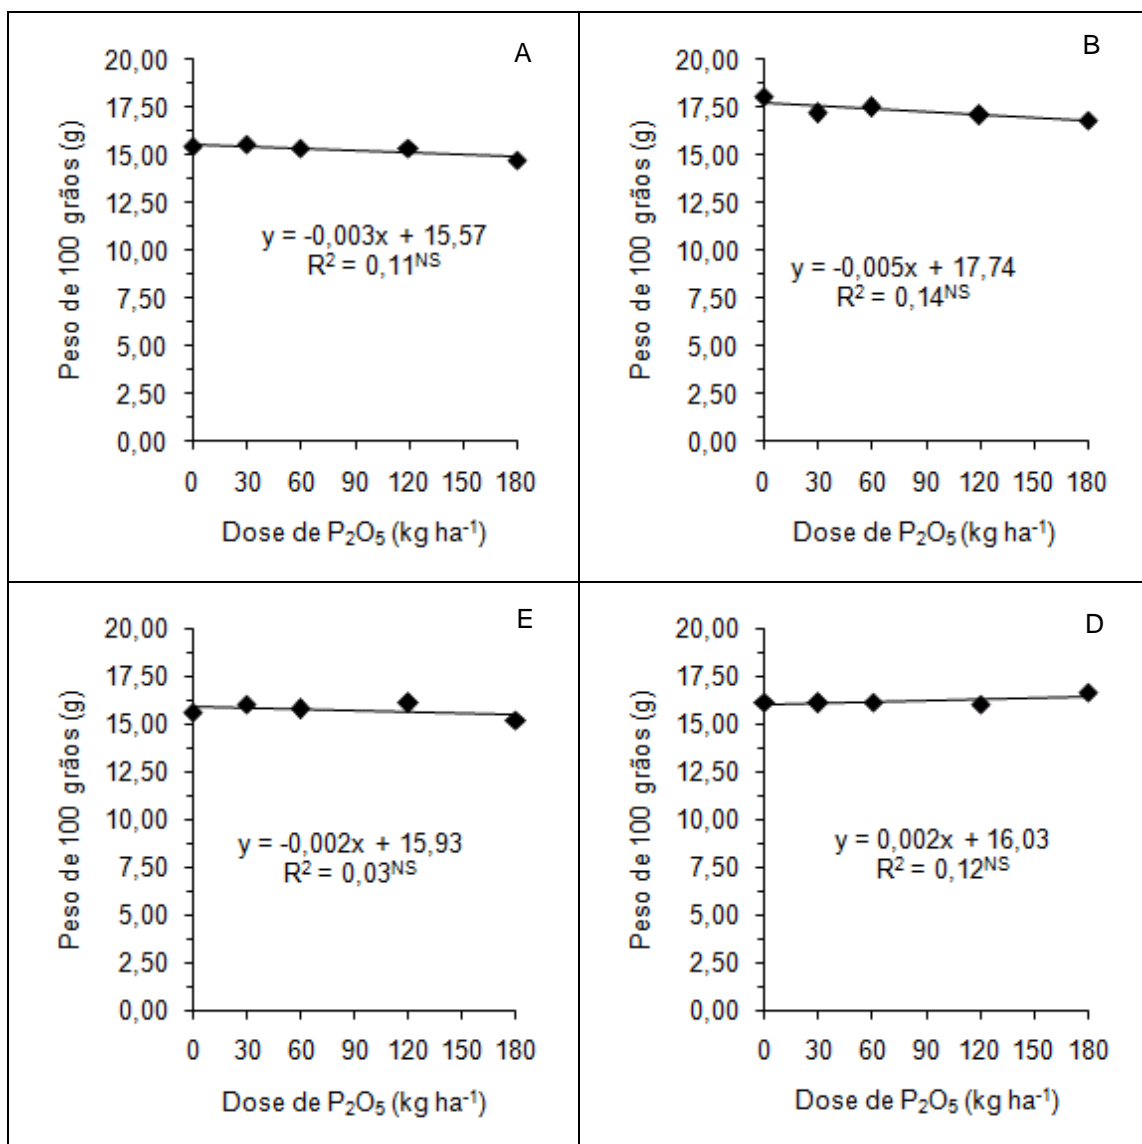 A
20,00
17,50
15,00
12,50
10,00
7,50
5,00
2,50
0,00
Peso de 100 grãos (g)
y = -0,003x + 15,57
R² = 0,11ᴺˢ
0 30 60 90 120 150 180
Dose de P₂O₅ (kg ha⁻¹)
B
20,00
17,50
15,00
12,50
10,00
7,50
5,00
2,50
0,00
Peso de 100 grãos (g)
y = -0,005x + 17,74
R² = 0,14ᴺˢ
0 30 60 90 120 150 180
Dose de P₂O₅ (kg ha⁻¹)
E
20,00
17,50
15,00
12,50
10,00
7,50
5,00
2,50
0,00
Peso de 100 grãos (g)
y = -0,002x + 15,93
R² = 0,03ᴺˢ
0 30 60 90 120 150 180
Dose de P₂O₅ (kg ha⁻¹)
D
20,00
17,50
15,00
12,50
10,00
7,50
5,00
2,50
0,00
Peso de 100 grãos (g)
y = 0,002x + 16,03
R² = 0,12ᴺˢ
0 30 60 90 120 150 180
Dose de P₂O₅ (kg ha⁻¹)